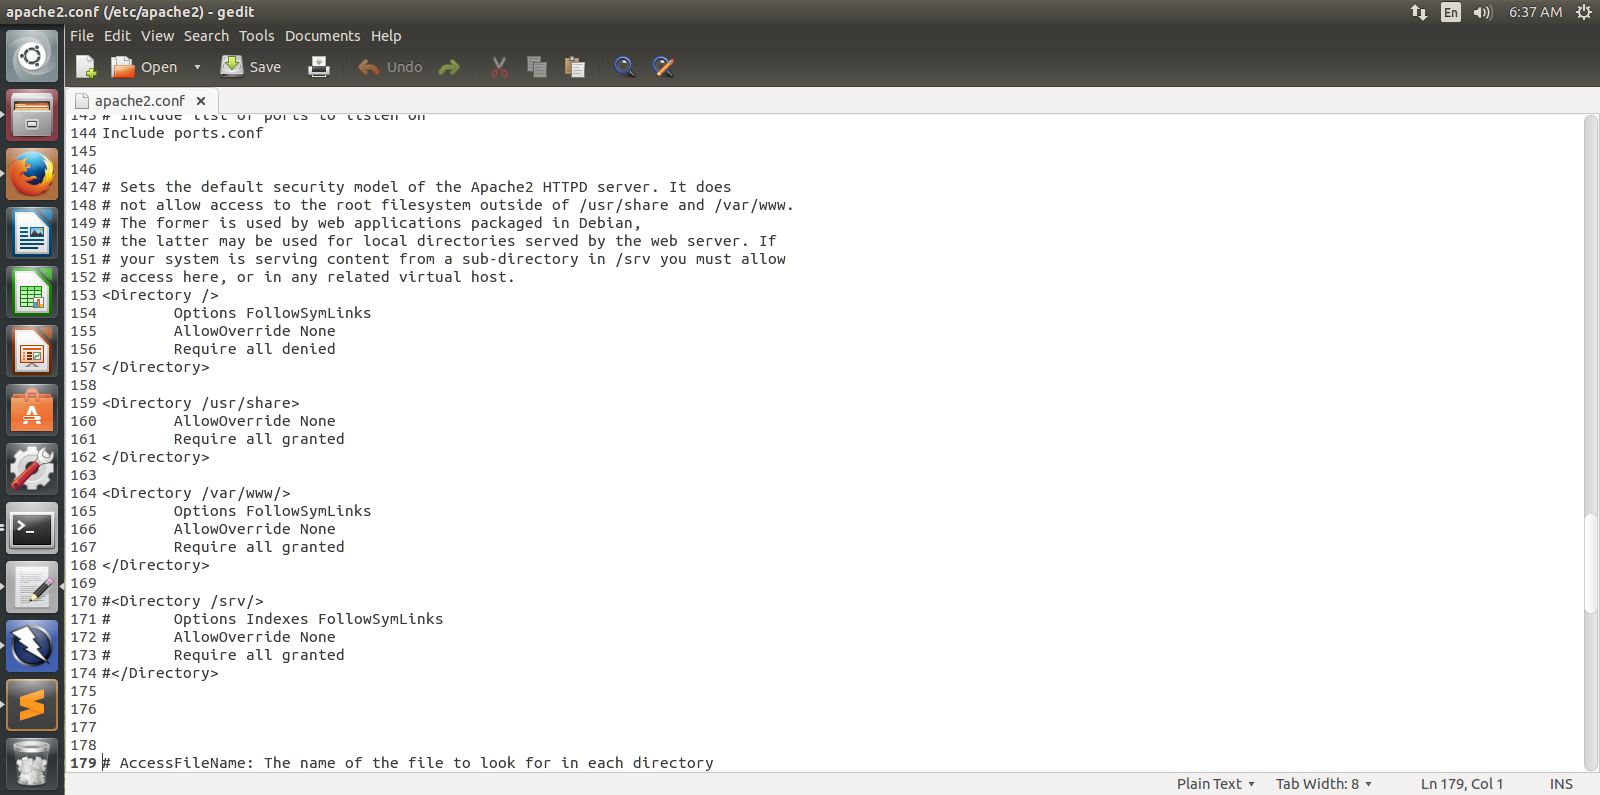 apache2.conf (/etc/apache2) - gedit
En
6:37 AM
File Edit View Search Tools Documents Help
Open
Save
Undo
apache2.conf
143 # Include list of ports to listen on
144 Include ports.conf
145
146
147 # Sets the default security model of the Apache2 HTTPD server. It does
148 # not allow access to the root filesystem outside of /usr/share and /var/www.
149 # The former is used by web applications packaged in Debian,
150 # the latter may be used for local directories served by the web server. If
151 # your system is serving content from a sub-directory in /srv you must allow
152 # access here, or in any related virtual host.
153 <Directory />
154         Options FollowSymLinks
155         AllowOverride None
156         Require all denied
157 </Directory>
158
159 <Directory /usr/share>
160         AllowOverride None
161         Require all granted
162 </Directory>
163
164 <Directory /var/www/>
165         Options FollowSymLinks
166         AllowOverride None
167         Require all granted
168 </Directory>
169
170 #<Directory /srv/>
171 #       Options Indexes FollowSymLinks
172 #       AllowOverride None
173 #       Require all granted
174 #</Directory>
175
176
177
178
179 # AccessFileName: The name of the file to look for in each directory
Plain Text
Tab Width: 8
Ln 179, Col 1
INS